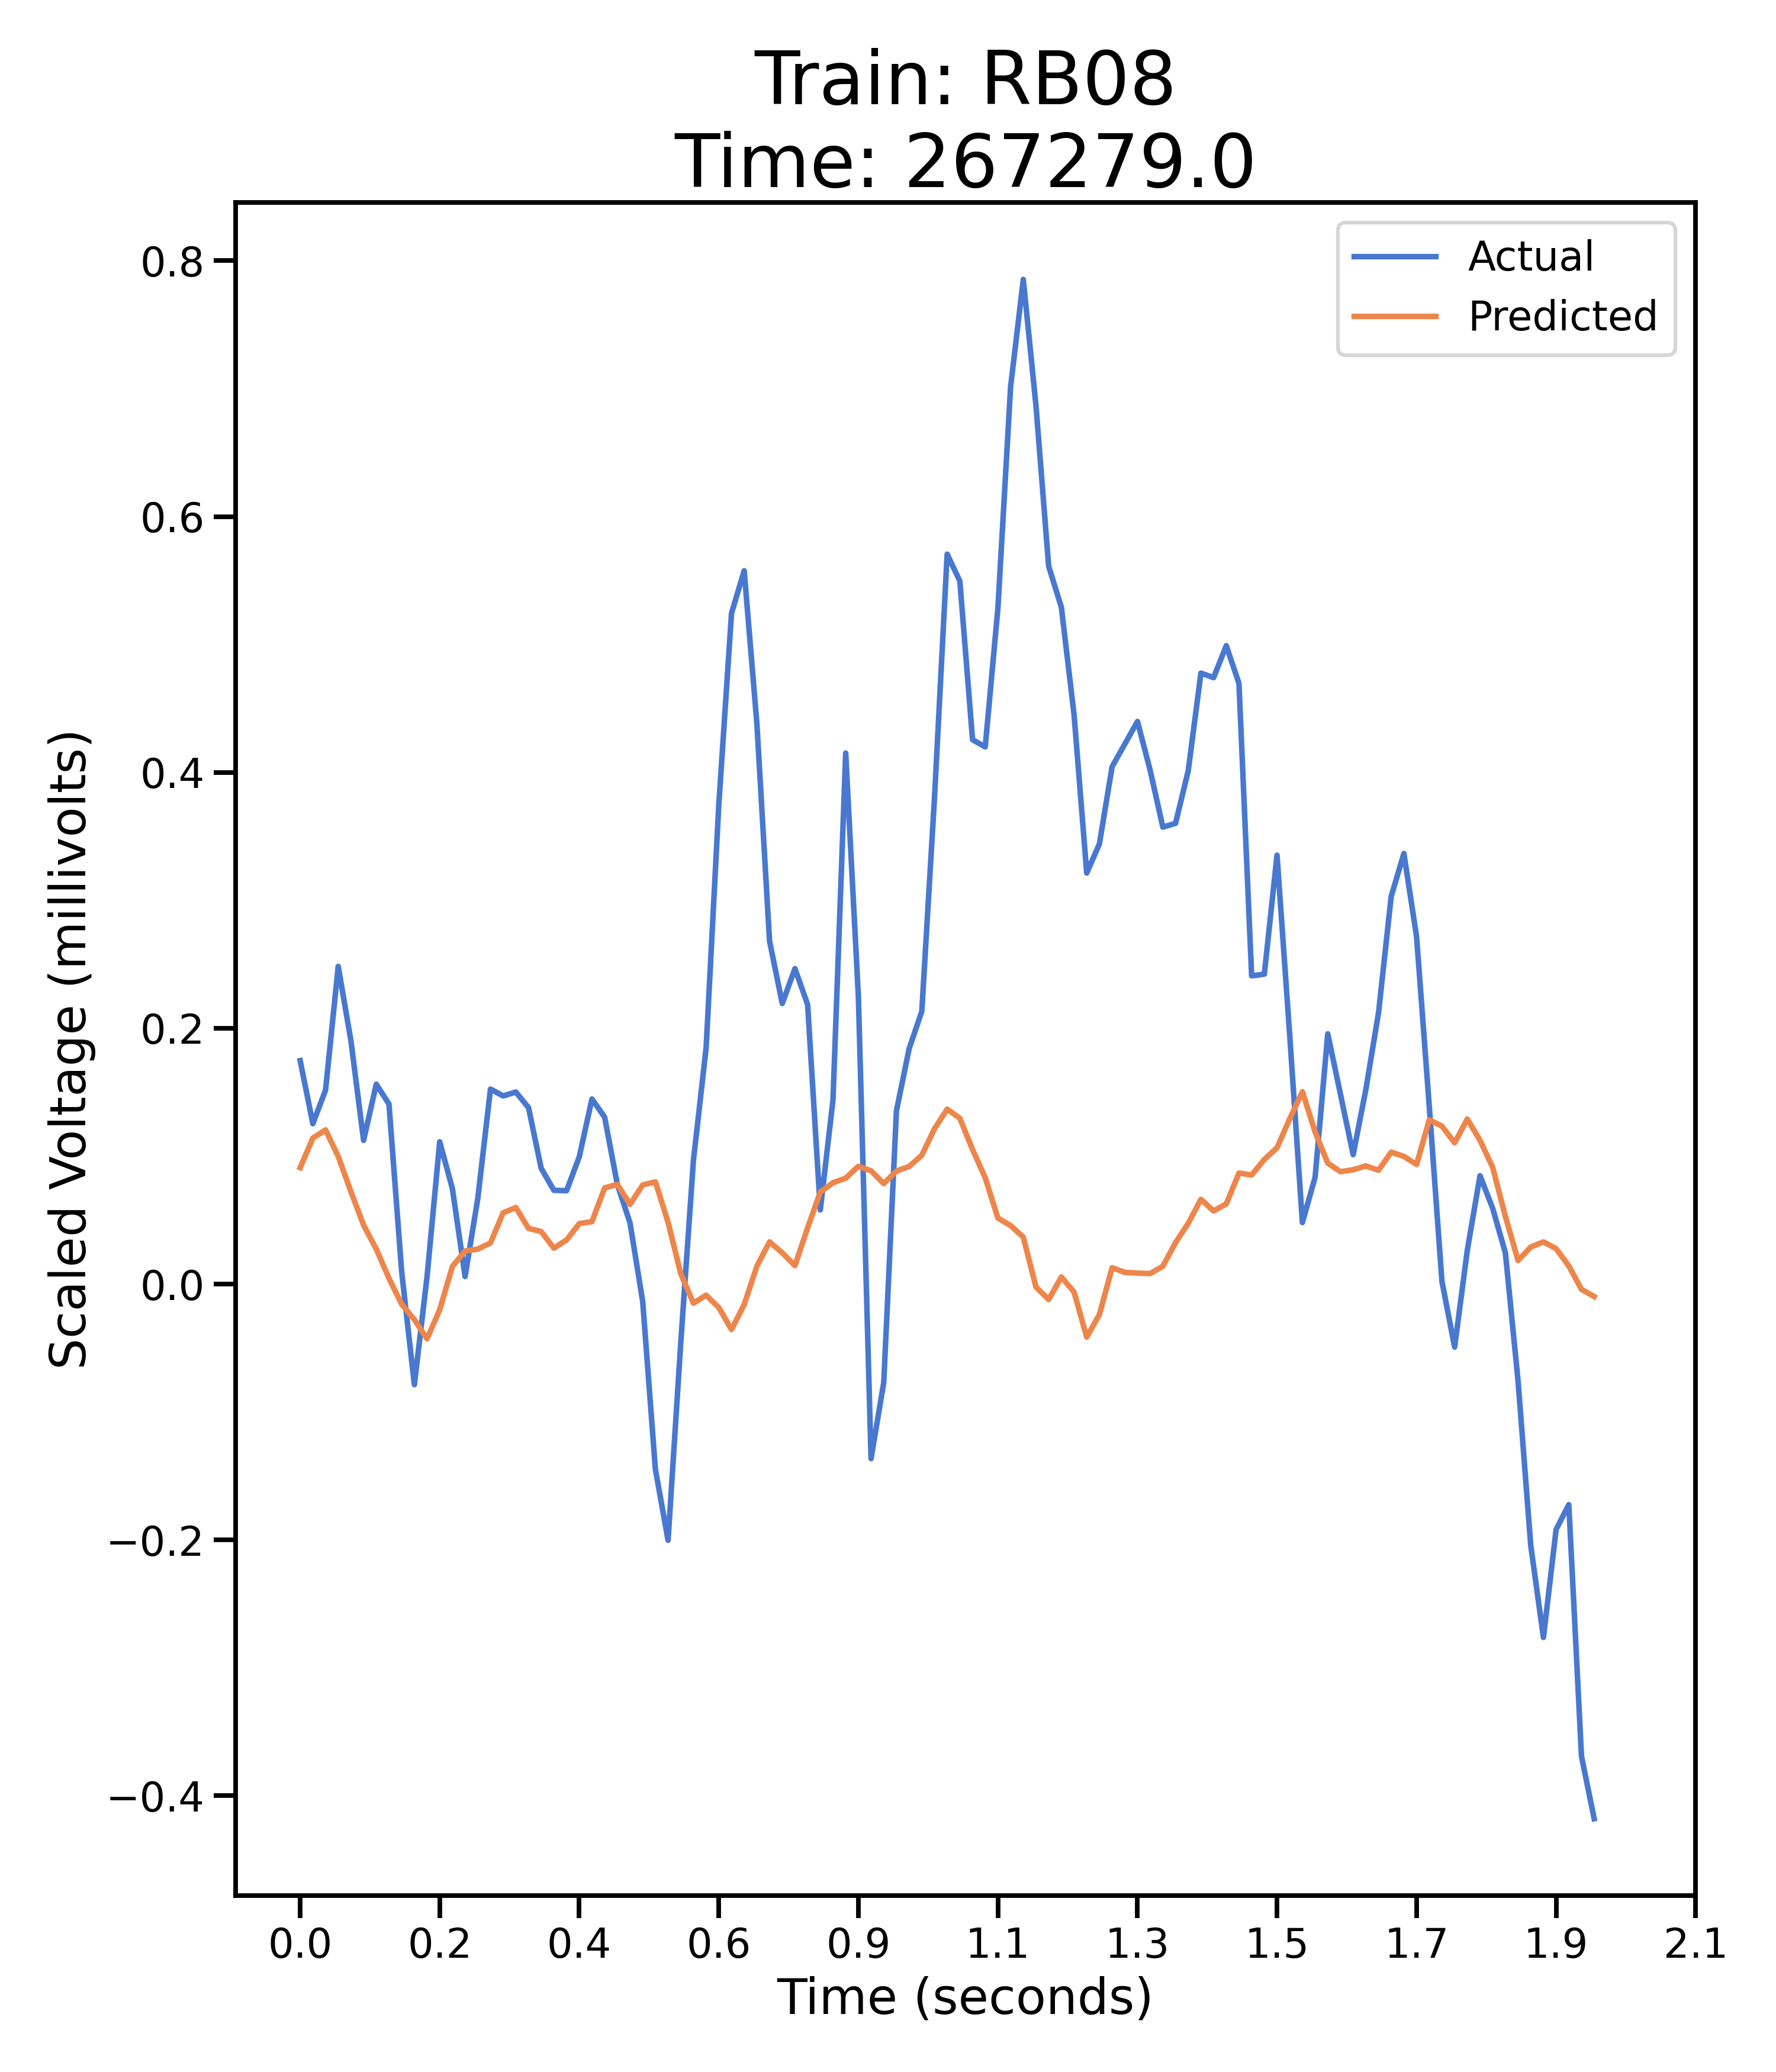 Train: RB08
Time: 267279.0
Actual
Predicted
0.8
0.6
0.4
0.2
0.0
−0.2
−0.4
Scaled Voltage (millivolts)
0.0 0.2 0.4 0.6 0.9 1.1 1.3 1.5 1.7 1.9 2.1
Time (seconds)